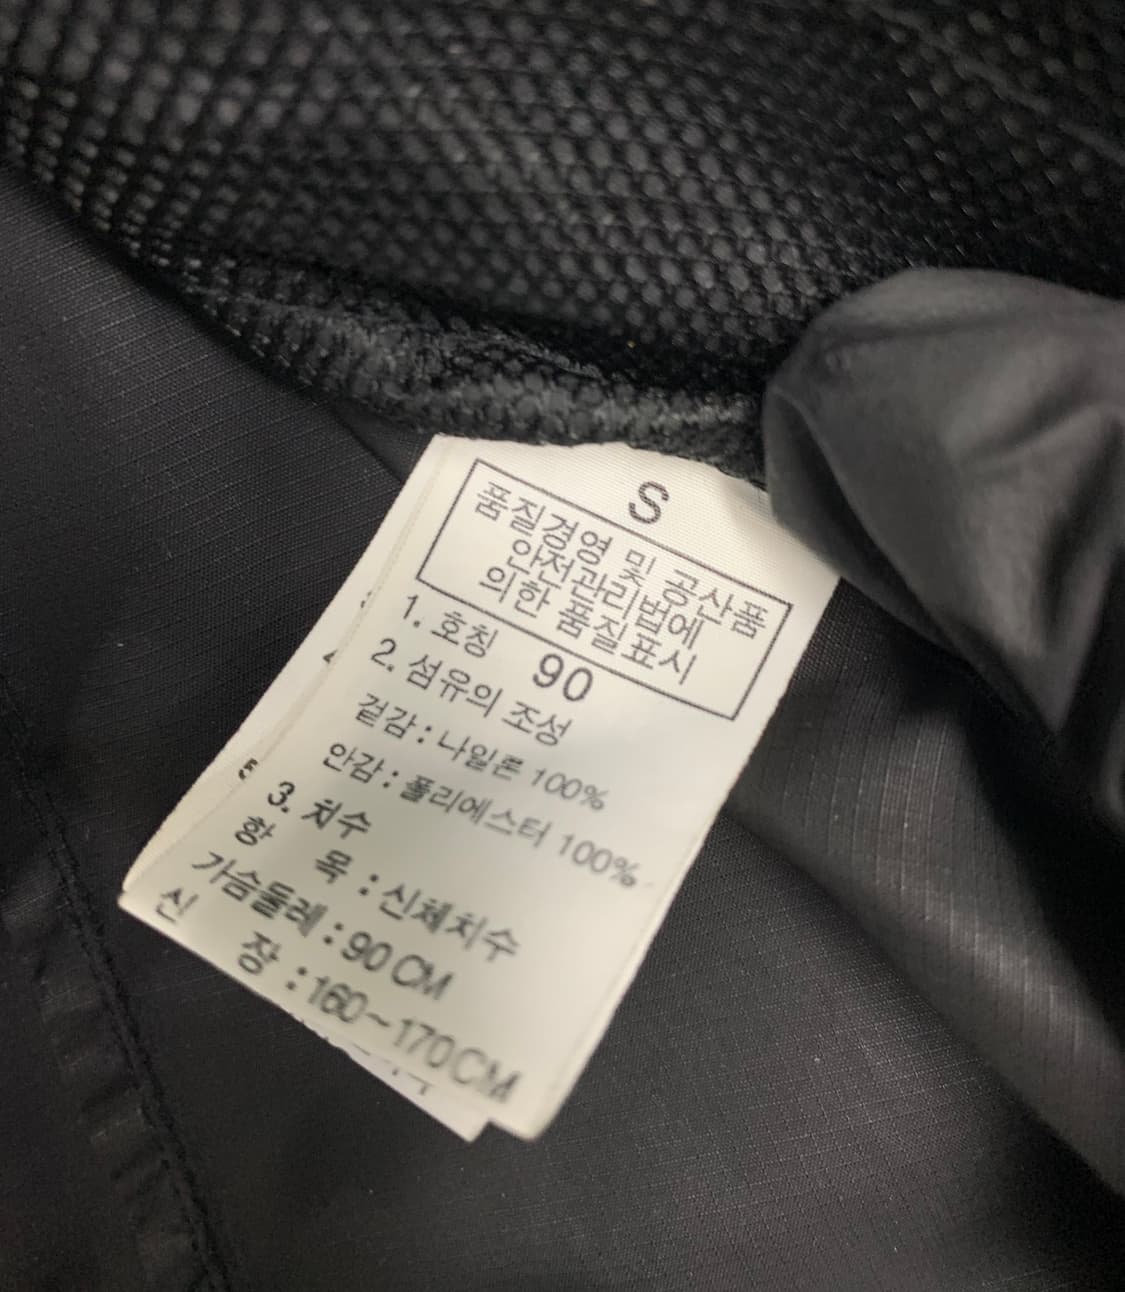 S
품질경영 및 공산품
안전관리법에
의한 품질표시
1. 호칭 90
2. 섬유의 조성
겉감 : 나일론 100%
안감 : 폴리에스터 100%
3. 치수
항 목 : 신체치수
가슴둘레 : 90 CM
신 장 : 160~170CM